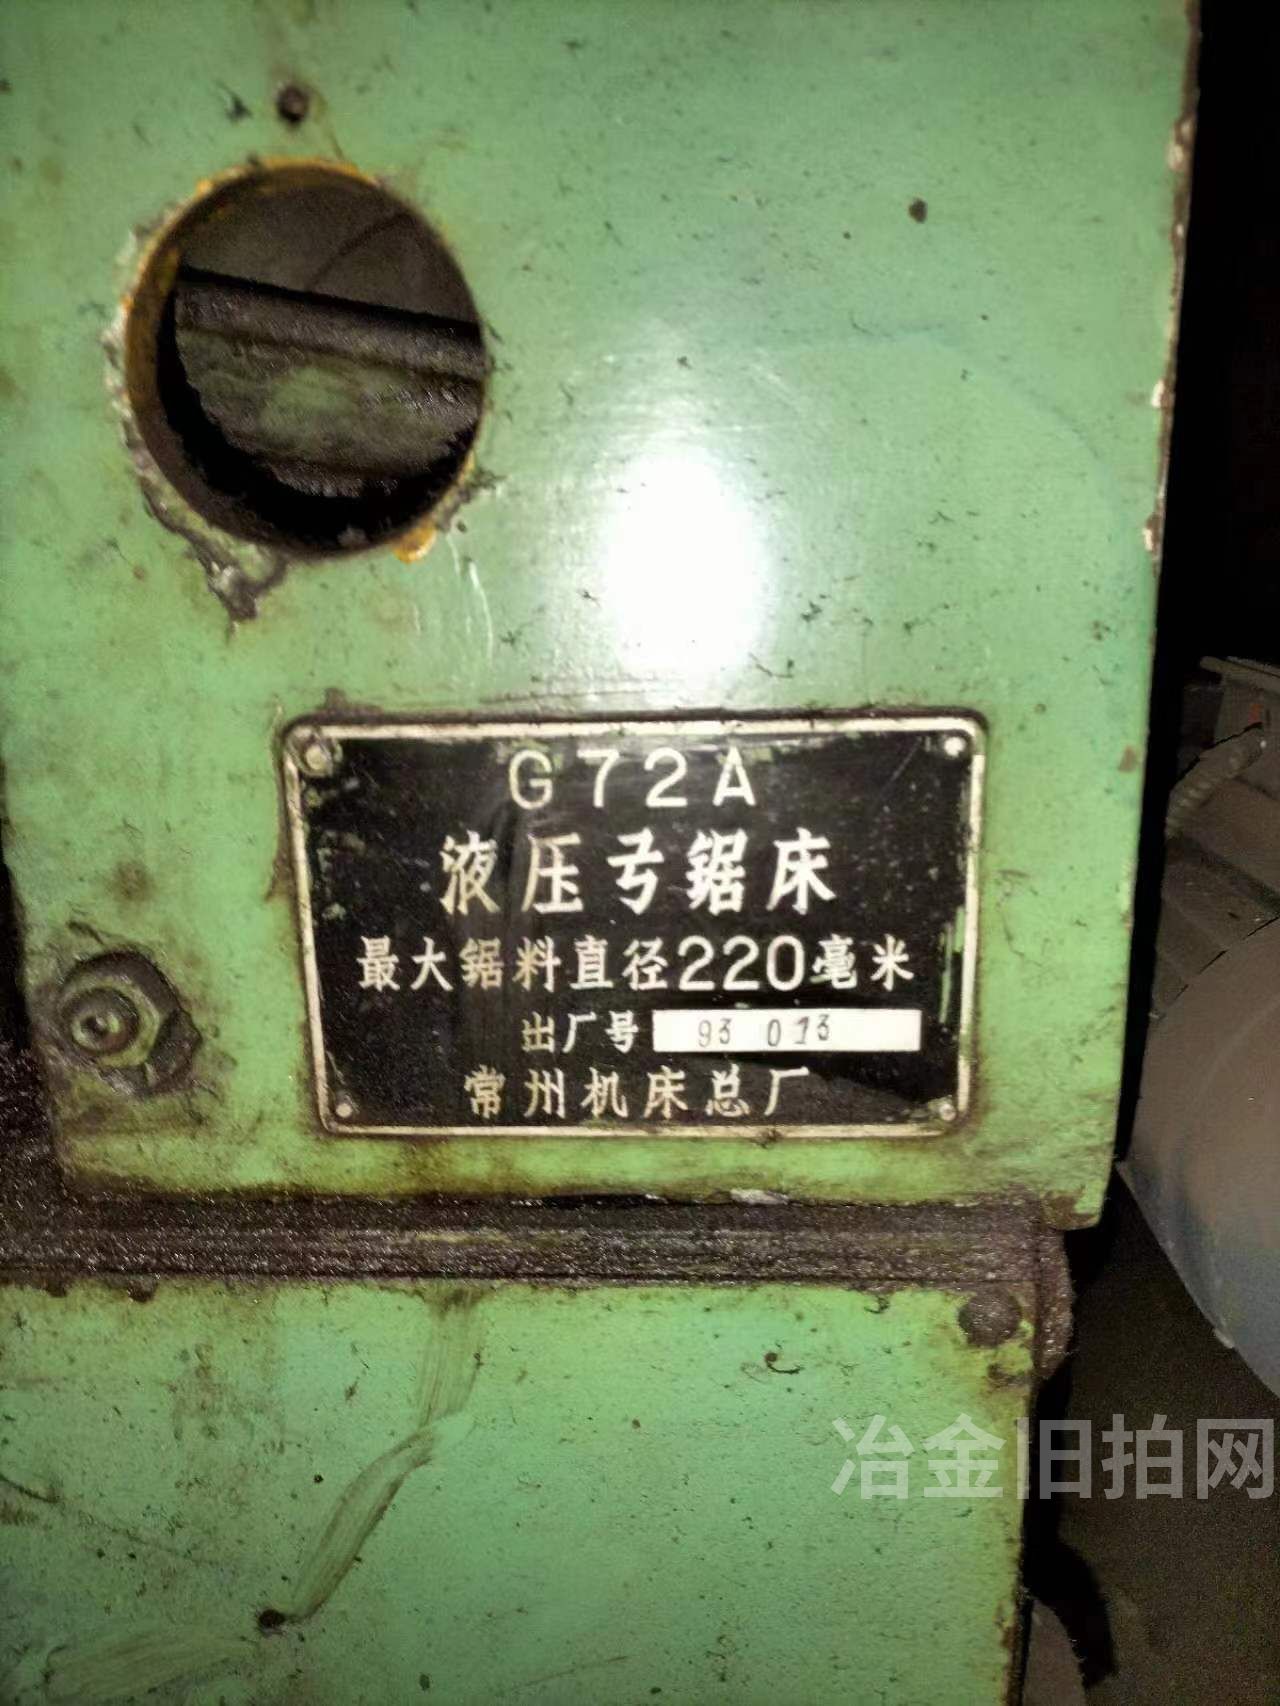 G72A
液压弓锯床
最大锯料直径220毫米
出厂号 93 013
常州机床总厂
冶金旧拍网